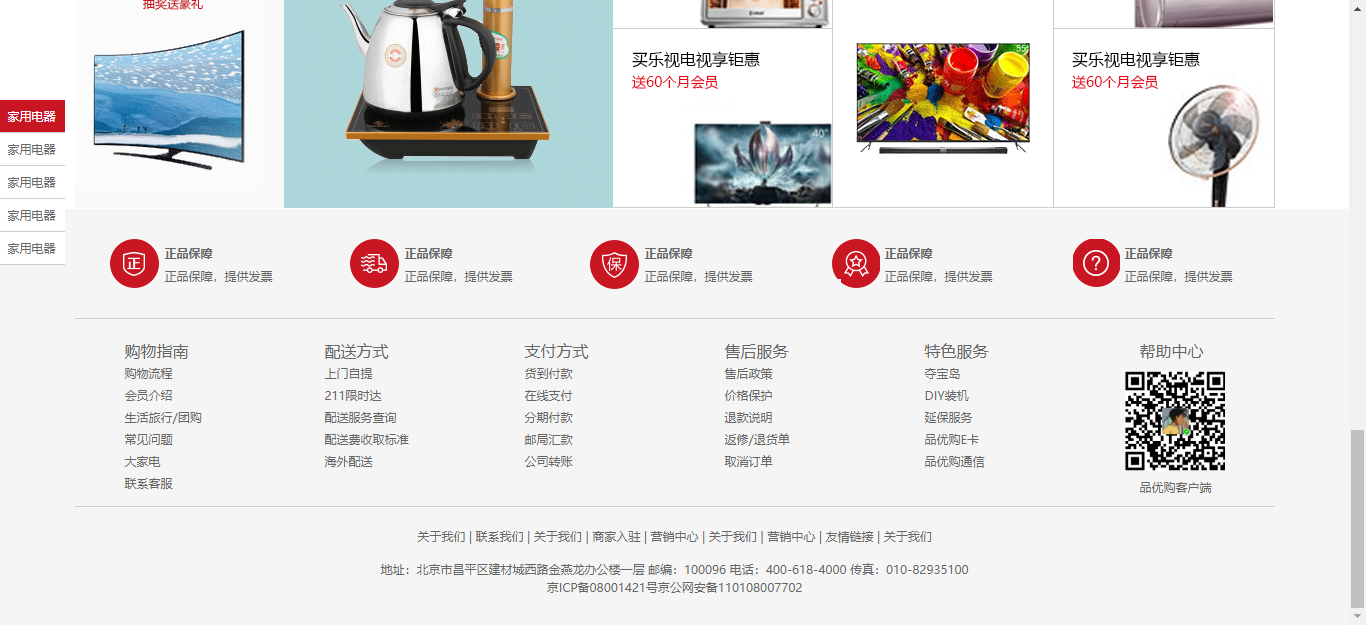 抽奖送豪礼
买乐视电视享钜惠
送60个月会员
40"
55"
买乐视电视享钜惠
送60个月会员
家用电器
家用电器
家用电器
家用电器
家用电器
正
正品保障
正品保障，提供发票
正品保障
正品保障，提供发票
保
正品保障
正品保障，提供发票
正品保障
正品保障，提供发票
?
正品保障
正品保障，提供发票
购物指南
购物流程
会员介绍
生活旅行/团购
常见问题
大家电
联系客服
配送方式
上门自提
211限时达
配送服务查询
配送费收取标准
海外配送
支付方式
货到付款
在线支付
分期付款
邮局汇款
公司转账
售后服务
售后政策
价格保护
退款说明
返修/退货单
取消订单
特色服务
夺宝岛
DIY装机
延保服务
品优购E卡
品优购通信
帮助中心
品优购客户端
关于我们 | 联系我们 | 关于我们 | 商家入驻 | 营销中心 | 关于我们 | 营销中心 | 友情链接 | 关于我们
地址：北京市昌平区建材城西路金燕龙办公楼一层 邮编：100096 电话：400-618-4000 传真：010-82935100
京ICP备08001421号京公网安备110108007702